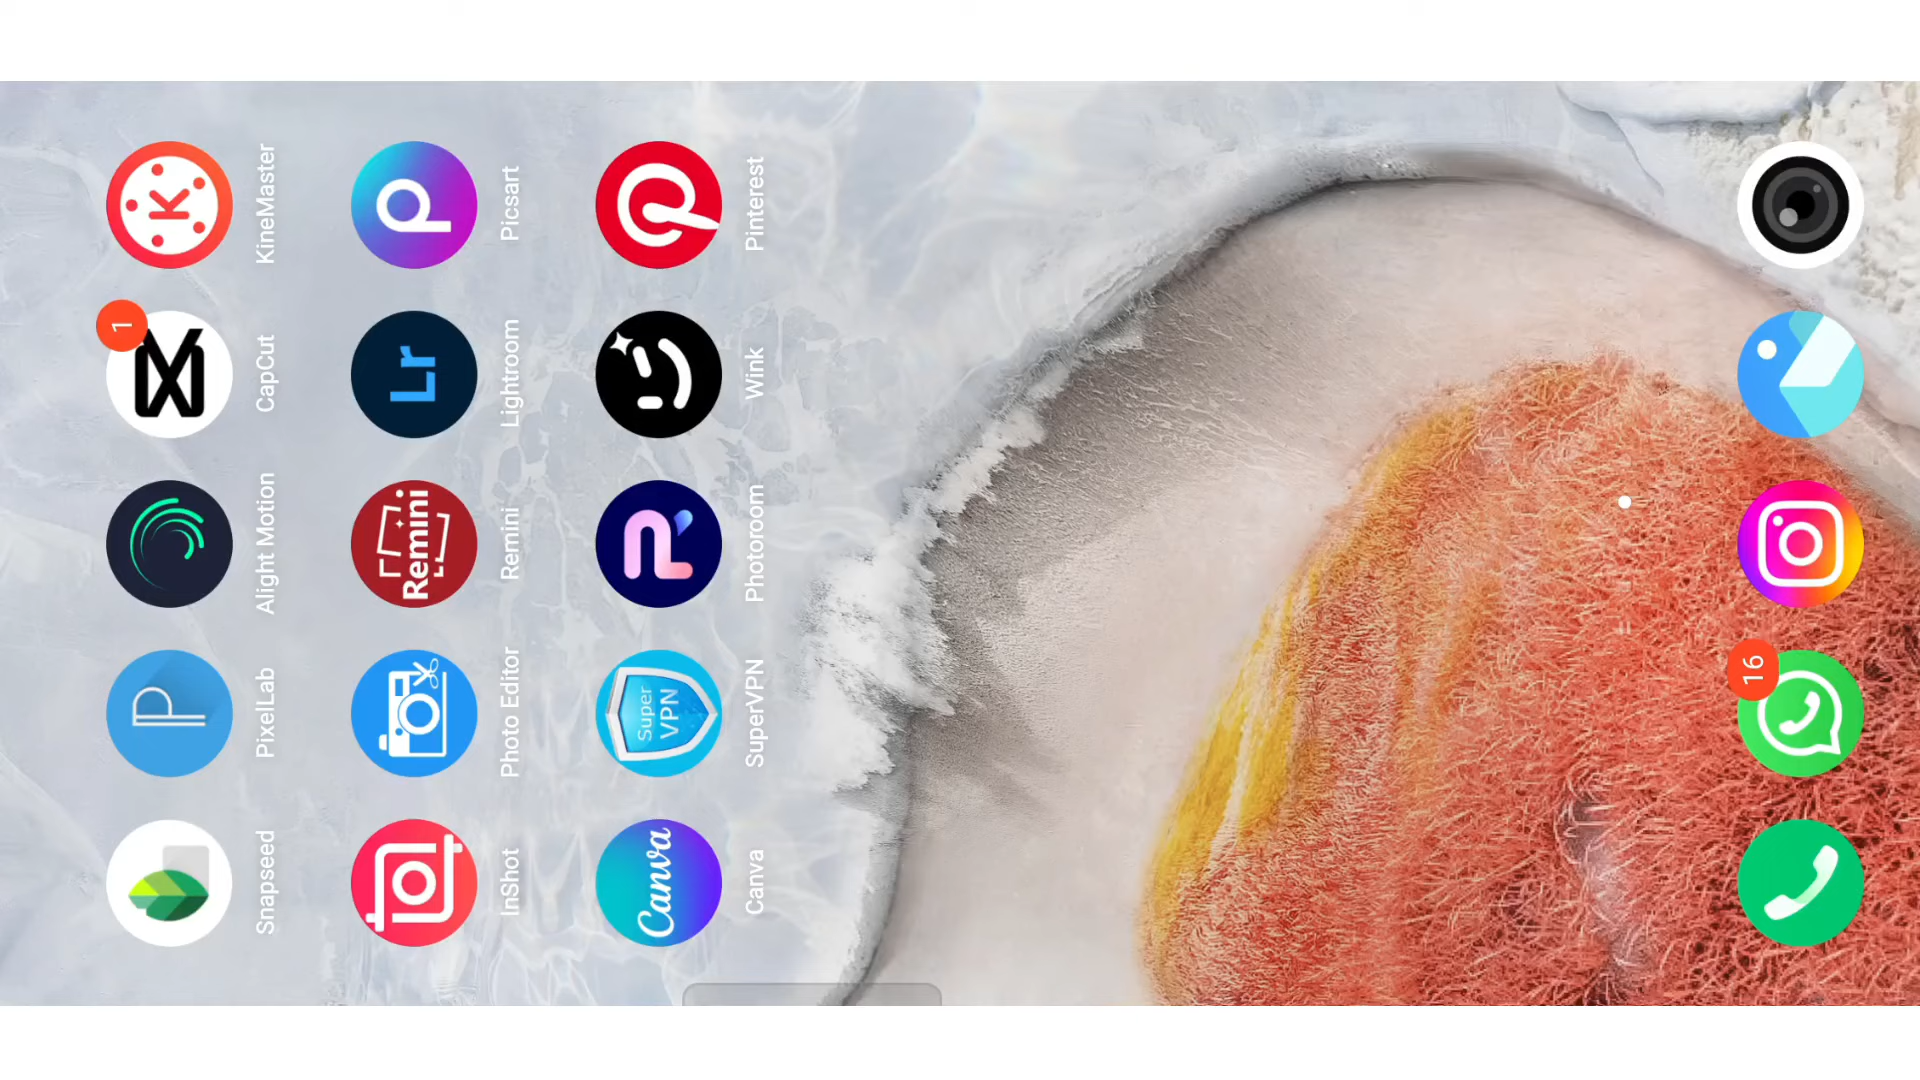 P
1
K
Snapseed PixelLab Alight Motion CapCut KineMaster
Remini Lr P
InShot Photo Editor Remini Lightroom Picsart
Canva Super
VPN
Canva SuperVPN Photoroom Wink Pinterest
16